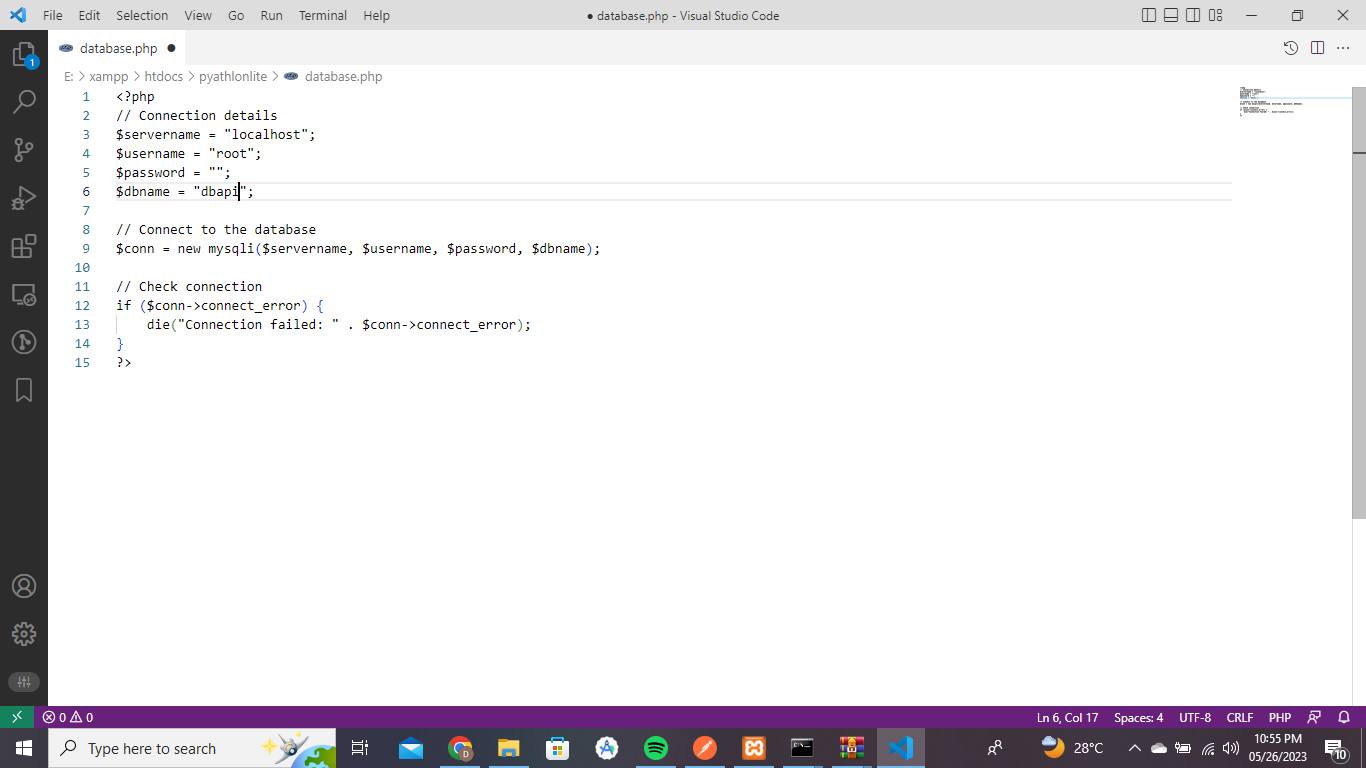 File Edit Selection View Go Run Terminal Help ● database.php - Visual Studio Code
database.php ●
1
E: > xampp > htdocs > pyathlonlite > database.php
1 <?php
2 // Connection details
3 $servername = "localhost";
4 $username = "root";
5 $password = "";
6 $dbname = "dbapi";
7
8 // Connect to the database
9 $conn = new mysqli($servername, $username, $password, $dbname);
10
11 // Check connection
12 if ($conn->connect_error) {
13     die("Connection failed: " . $conn->connect_error);
14 }
15 ?>
0 0 Ln 6, Col 17 Spaces: 4 UTF-8 CRLF PHP
Type here to search 28°C 10:55 PM
05/26/2023 10